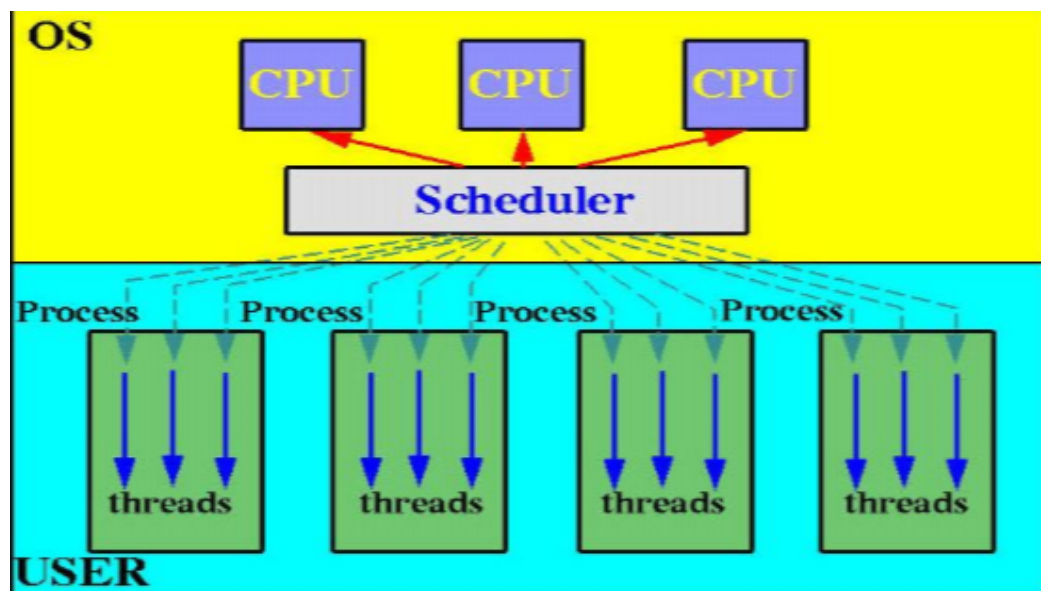 OS
CPU CPU CPU
Scheduler
Process Process Process Process
threads threads threads threads
USER